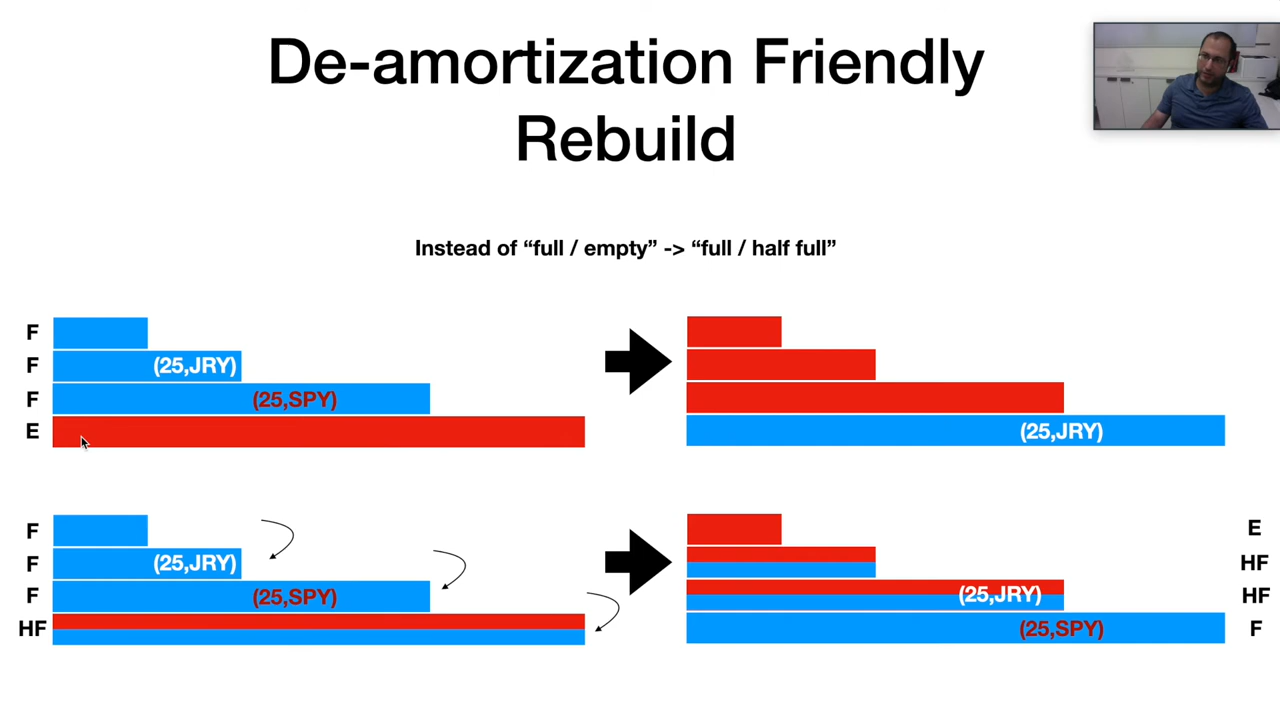 De-amortization Friendly
Rebuild
Instead of “full / empty” -> “full / half full”
F
F (25,JRY)
F (25,SPY)
E
(25,JRY)
F
F (25,JRY)
F (25,SPY)
HF
E
HF
(25,JRY) HF
(25,SPY) F